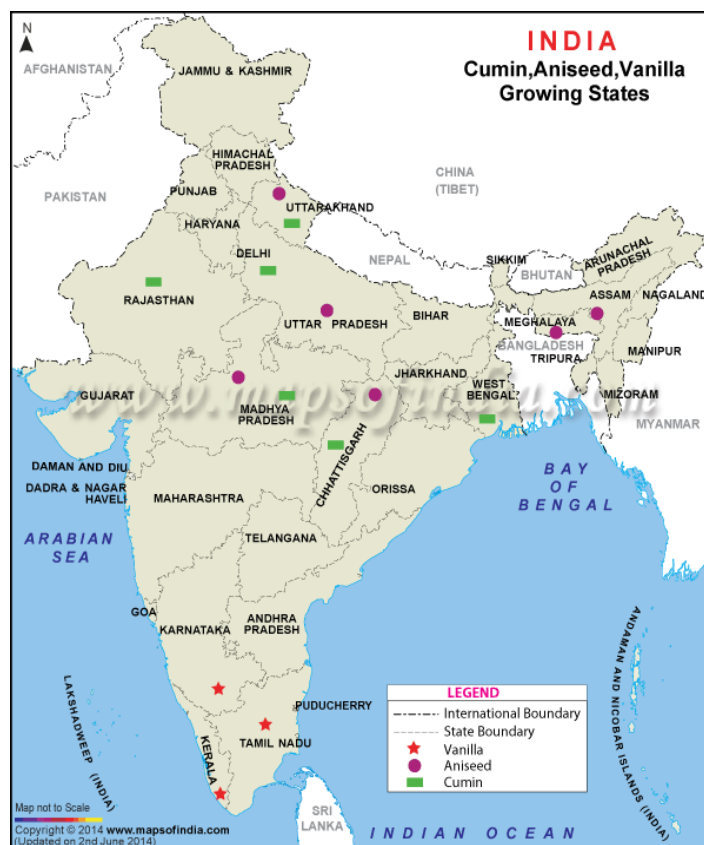 N
INDIA
Cumin,Aniseed,Vanilla
Growing States
AFGHANISTAN
JAMMU & KASHMIR
HIMACHAL
PRADESH
CHINA
(TIBET)
PAKISTAN
PUNJAB
UTTARAKHAND
HARYANA
DELHI
NEPAL
SIKKIM
BHUTAN
ARUNACHAL
PRADESH
RAJASTHAN
ASSAM
NAGALAND
UTTAR PRADESH
BIHAR
MEGHALAYA
BANGLADESH
TRIPURA
MANIPUR
JHARKHAND
WEST
BENGAL
GUJARAT
www.mapsofindia.com
MADHYA
PRADESH
MIZORAM
MYANMAR
CHHATTISGARH
DAMAN AND DIU
DADRA & NAGAR
HAVELI
MAHARASHTRA
ORISSA
BAY
OF
BENGAL
ARABIAN
SEA
TELANGANA
GOA
KARNATAKA
ANDHRA
PRADESH
ANDAMAN AND NICOBAR ISLANDS (INDIA)
LAKSHADWEEP (INDIA)
PUDUCHERRY
KERALA
TAMIL NADU
LEGEND
International Boundary
State Boundary
Vanilla
Aniseed
Cumin
SRI
LANKA
INDIAN OCEAN
Map not to Scale
Copyright © 2014 www.mapsofindia.com
(Updated on 2nd June 2014)